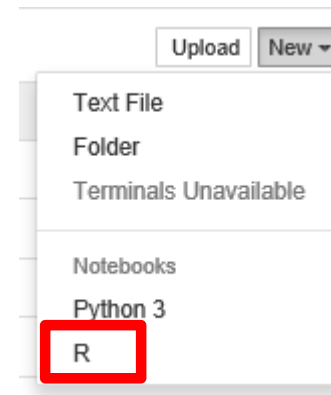 Upload New
Text File
Folder
Terminals Unavailable
Notebooks
Python 3
R